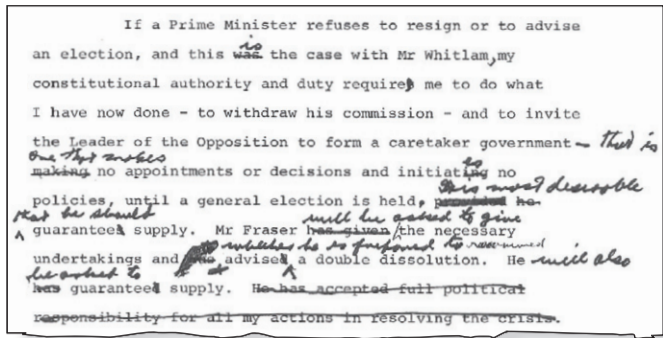 If a Prime Minister refuses to resign or to advise
is
an election, and this was the case with Mr Whitlam, my
constitutional authority and duty require me to do what
I have now done - to withdraw his commission - and to invite
the Leader of the Opposition to form a caretaker government - that is
one that makes
making no appointments or decisions and initiating no
es
It is most desirable
policies, until a general election is held, provided he
that he should
will be asked to give
guarantees supply. Mr Fraser has given the necessary
whether he is prepared to recommend
undertakings and advised a double dissolution. He will also
be asked to
has guaranteed supply. He has accepted full political
responsibility for all my actions in resolving the crisis.